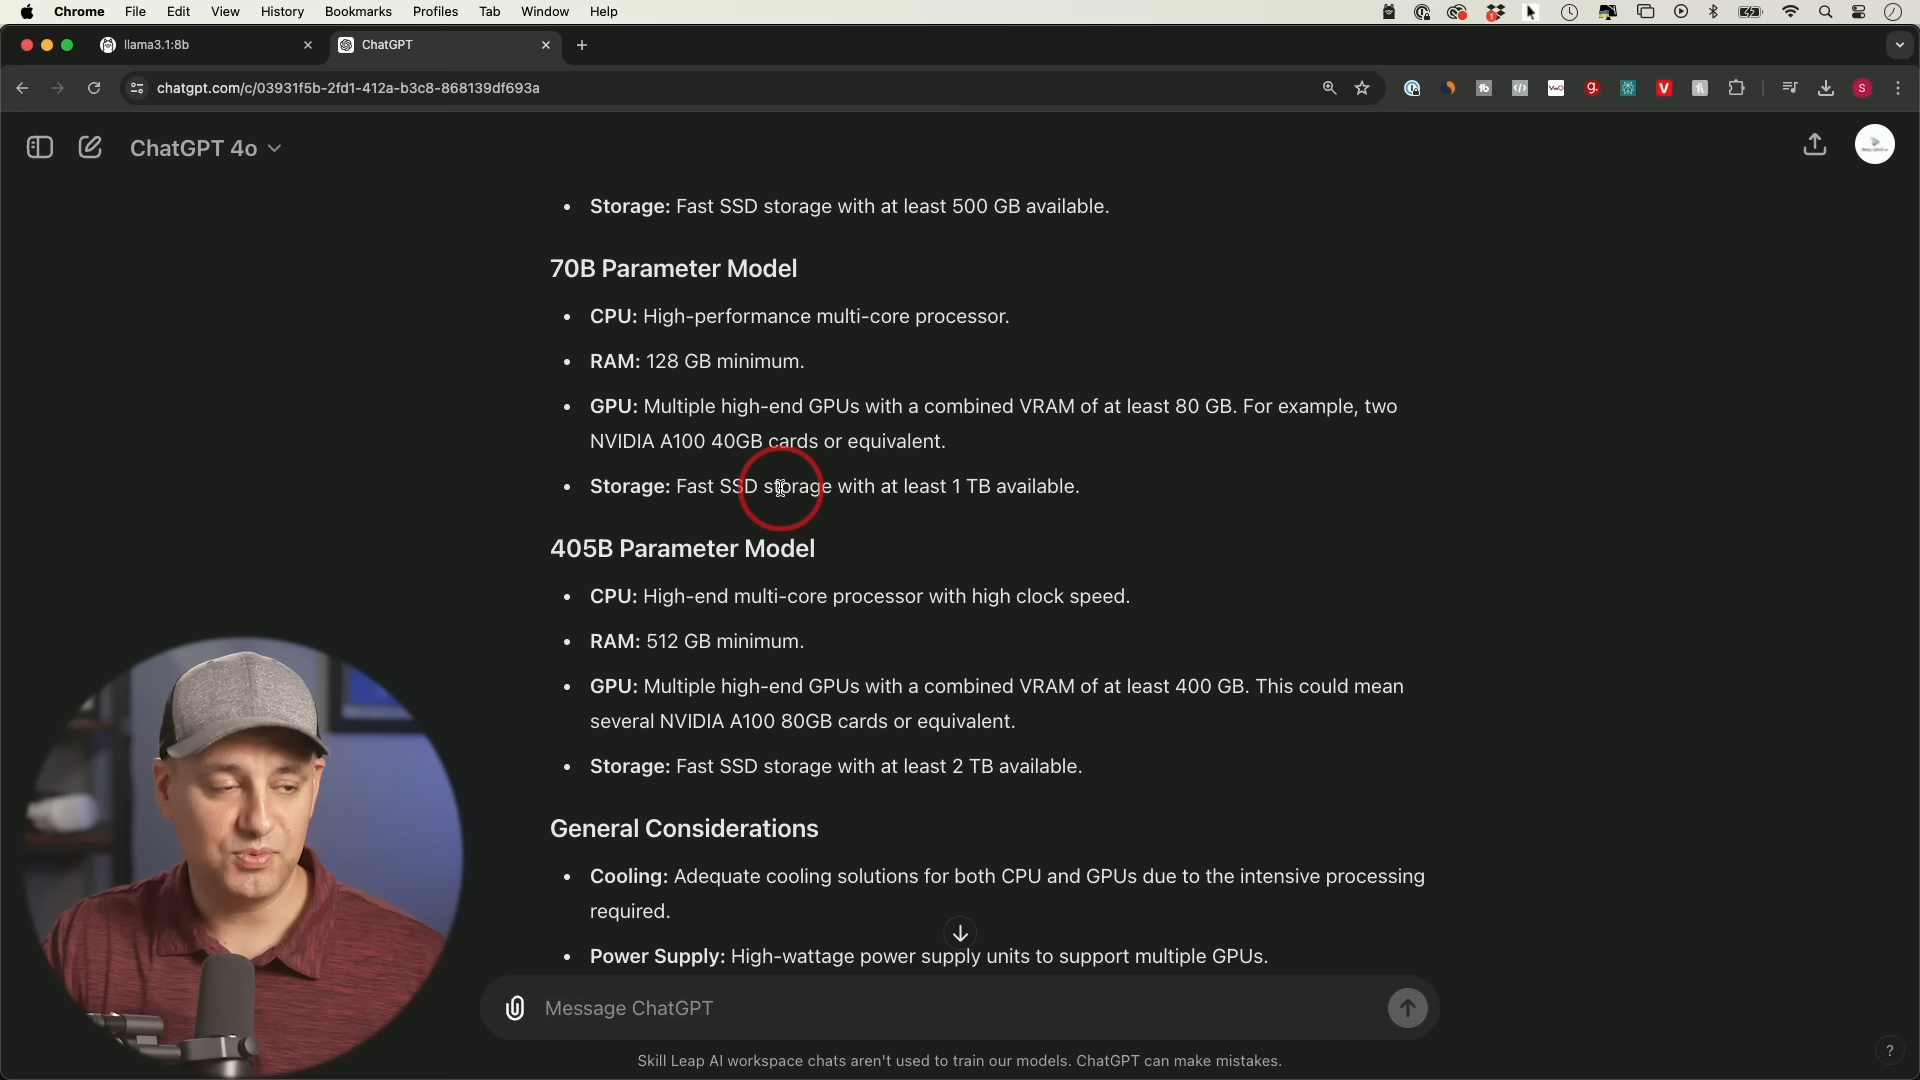 Chrome File Edit View History Bookmarks Profiles Tab Window Help
llama3.1:8b
ChatGPT
chatgpt.com/c/03931f5b-2fd1-412a-b3c8-868139df693a
ChatGPT 4o
• Storage: Fast SSD storage with at least 500 GB available.
70B Parameter Model
• CPU: High-performance multi-core processor.
• RAM: 128 GB minimum.
• GPU: Multiple high-end GPUs with a combined VRAM of at least 80 GB. For example, two
NVIDIA A100 40GB cards or equivalent.
• Storage: Fast SSD storage with at least 1 TB available.
405B Parameter Model
• CPU: High-end multi-core processor with high clock speed.
• RAM: 512 GB minimum.
• GPU: Multiple high-end GPUs with a combined VRAM of at least 400 GB. This could mean
several NVIDIA A100 80GB cards or equivalent.
• Storage: Fast SSD storage with at least 2 TB available.
General Considerations
• Cooling: Adequate cooling solutions for both CPU and GPUs due to the intensive processing
required.
• Power Supply: High-wattage power supply units to support multiple GPUs.
Message ChatGPT
Skill Leap AI workspace chats aren't used to train our models. ChatGPT can make mistakes.
?